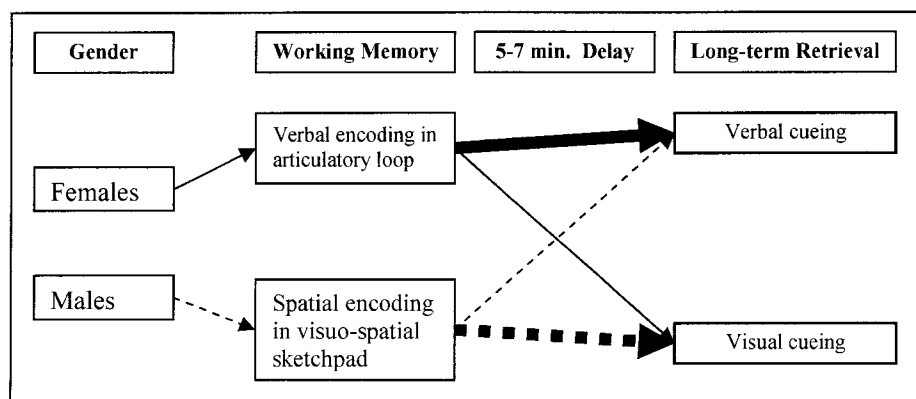 Gender
Working Memory
5-7 min. Delay
Long-term Retrieval
Verbal encoding in
articulatory loop
Verbal cueing
Females
Males
Spatial encoding
in visuo-spatial
sketchpad
Visual cueing